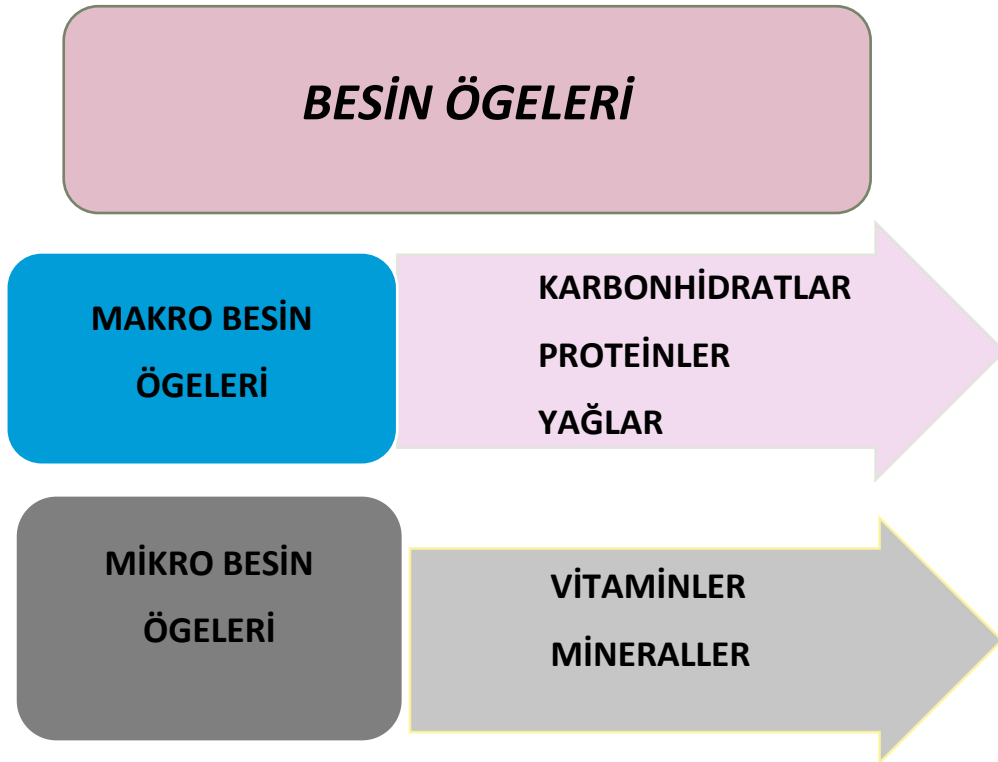 BESİN ÖGELERİ
MAKRO BESİN
ÖGELERİ
KARBONHİDRATLAR
PROTEİNLER
YAĞLAR
MİKRO BESİN
ÖGELERİ
VİTAMİNLER
MİNERALLER